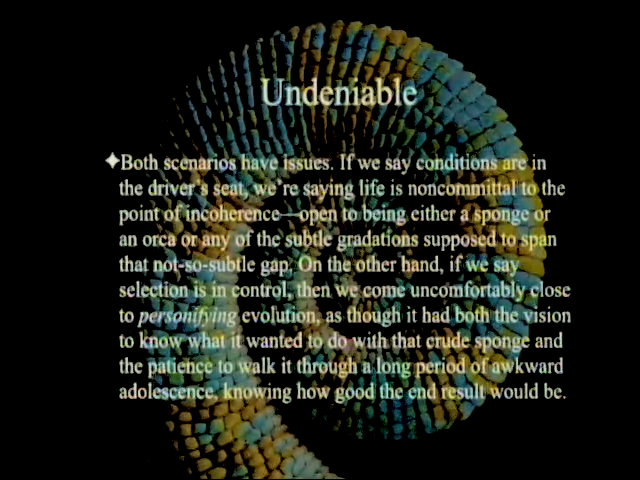 Undeniable
✦Both scenarios have issues. If we say conditions are in
the driver's seat, we're saying life is noncommittal to the
point of incoherence—open to being either a sponge or
an orca or any of the subtle gradations supposed to span
that not-so-subtle gap. On the other hand, if we say
selection is in control, then we come uncomfortably close
to personifying evolution, as though it had both the vision
to know what it wanted to do with that crude sponge and
the patience to walk it through a long period of awkward
adolescence, knowing how good the end result would be.